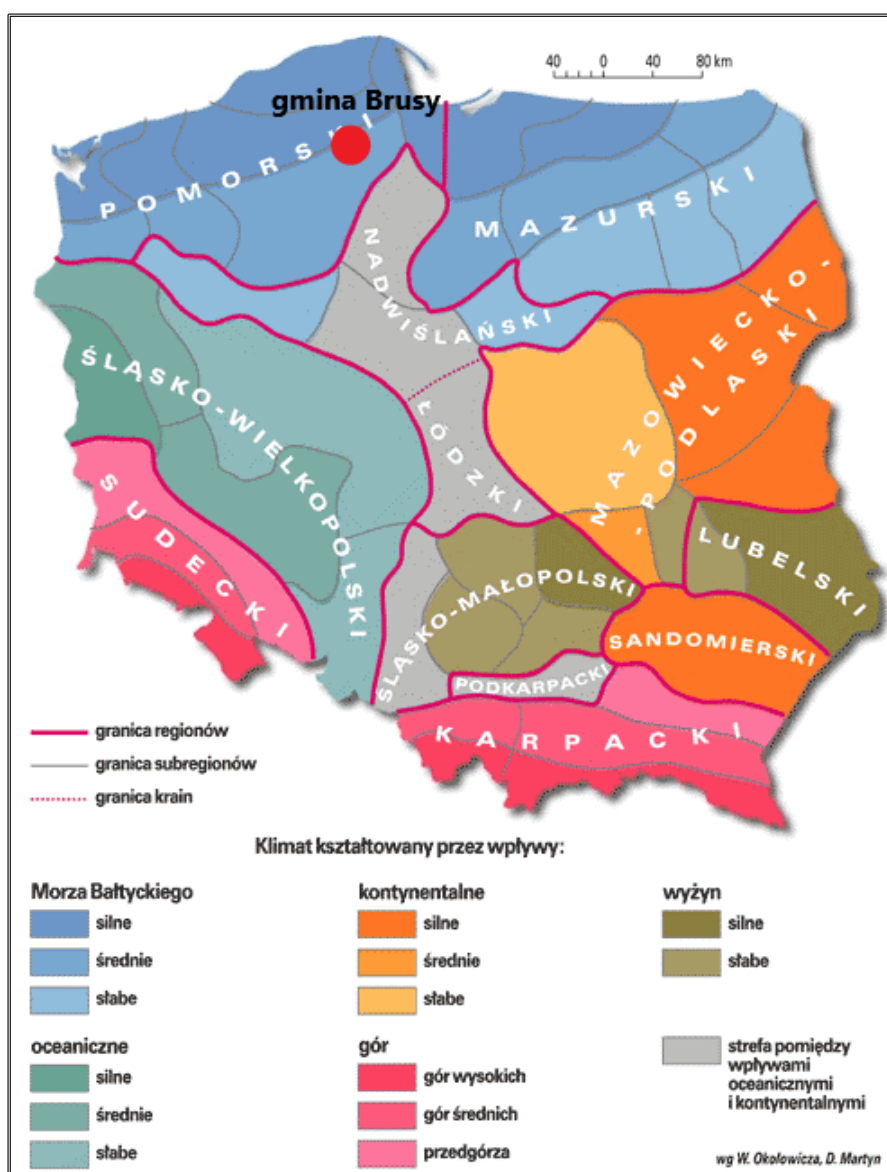 40 0 40 80 km
gmina Brusy
POMORSKI
MAZURSKI
NADWIŚLAŃSKI
MAZOWIECKO-
-PODLASKI
ŚLĄSKO-WIELKOPOLSKI
ŁÓDZKI
SUDECKI
LUBELSKI
ŚLĄSKO-MAŁOPOLSKI
SANDOMIERSKI
PODKARPACKI
KARPACKI
granica regionów
granica subregionów
granica krain
Klimat kształtowany przez wpływy:
Morza Bałtyckiego
silne
średnie
słabe
kontynentalne
silne
średnie
słabe
wyżyn
silne
słabe
oceaniczne
silne
średnie
słabe
gór
gór wysokich
gór średnich
przedgórza
strefa pomiędzy
wpływami
oceanicznymi
i kontynentalnymi
wg W. Okołowicza, D. Martyn